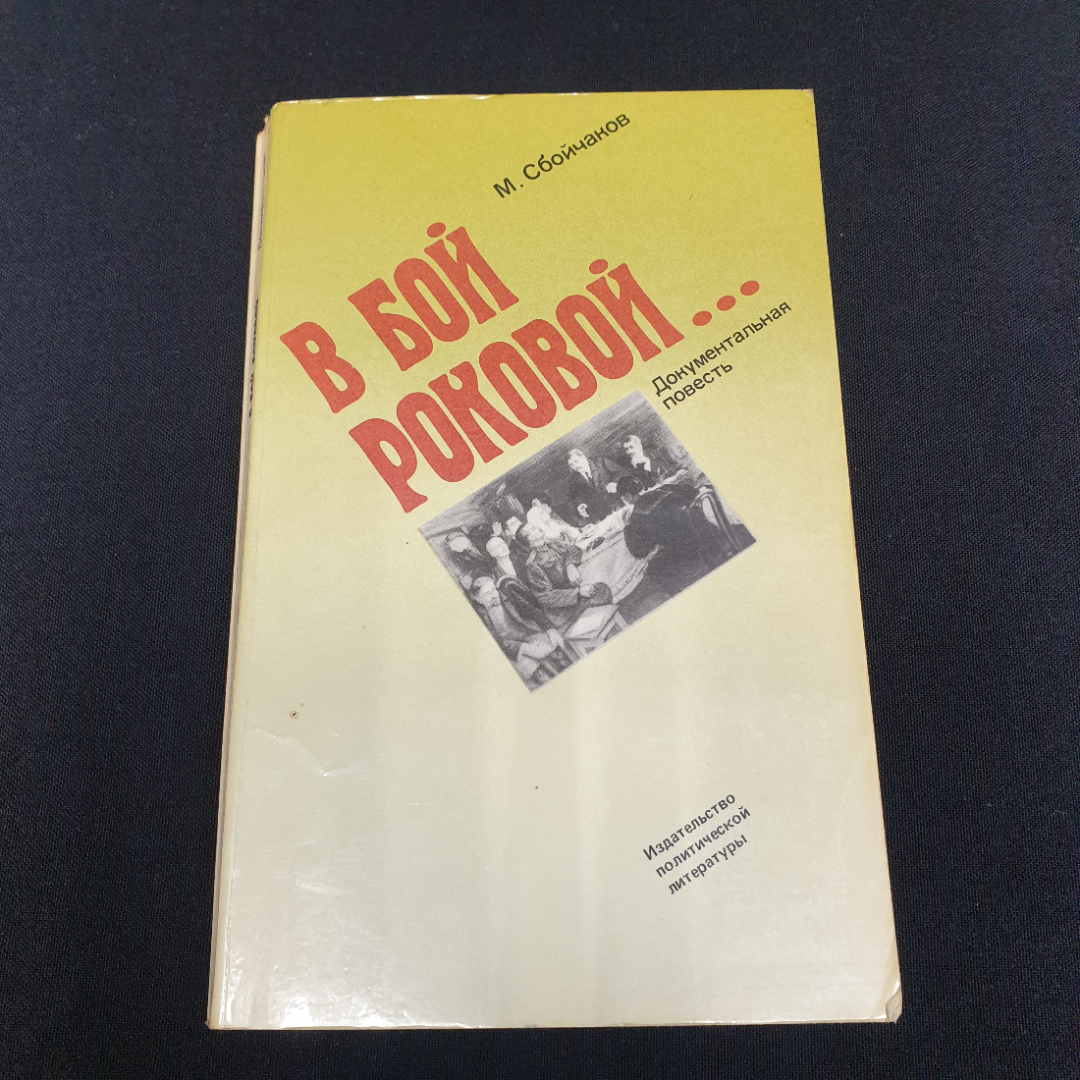 М. Сбойчаков
В БОЙ
РОКОВОЙ...
Документальная
повесть
Издательство
политической
литературы